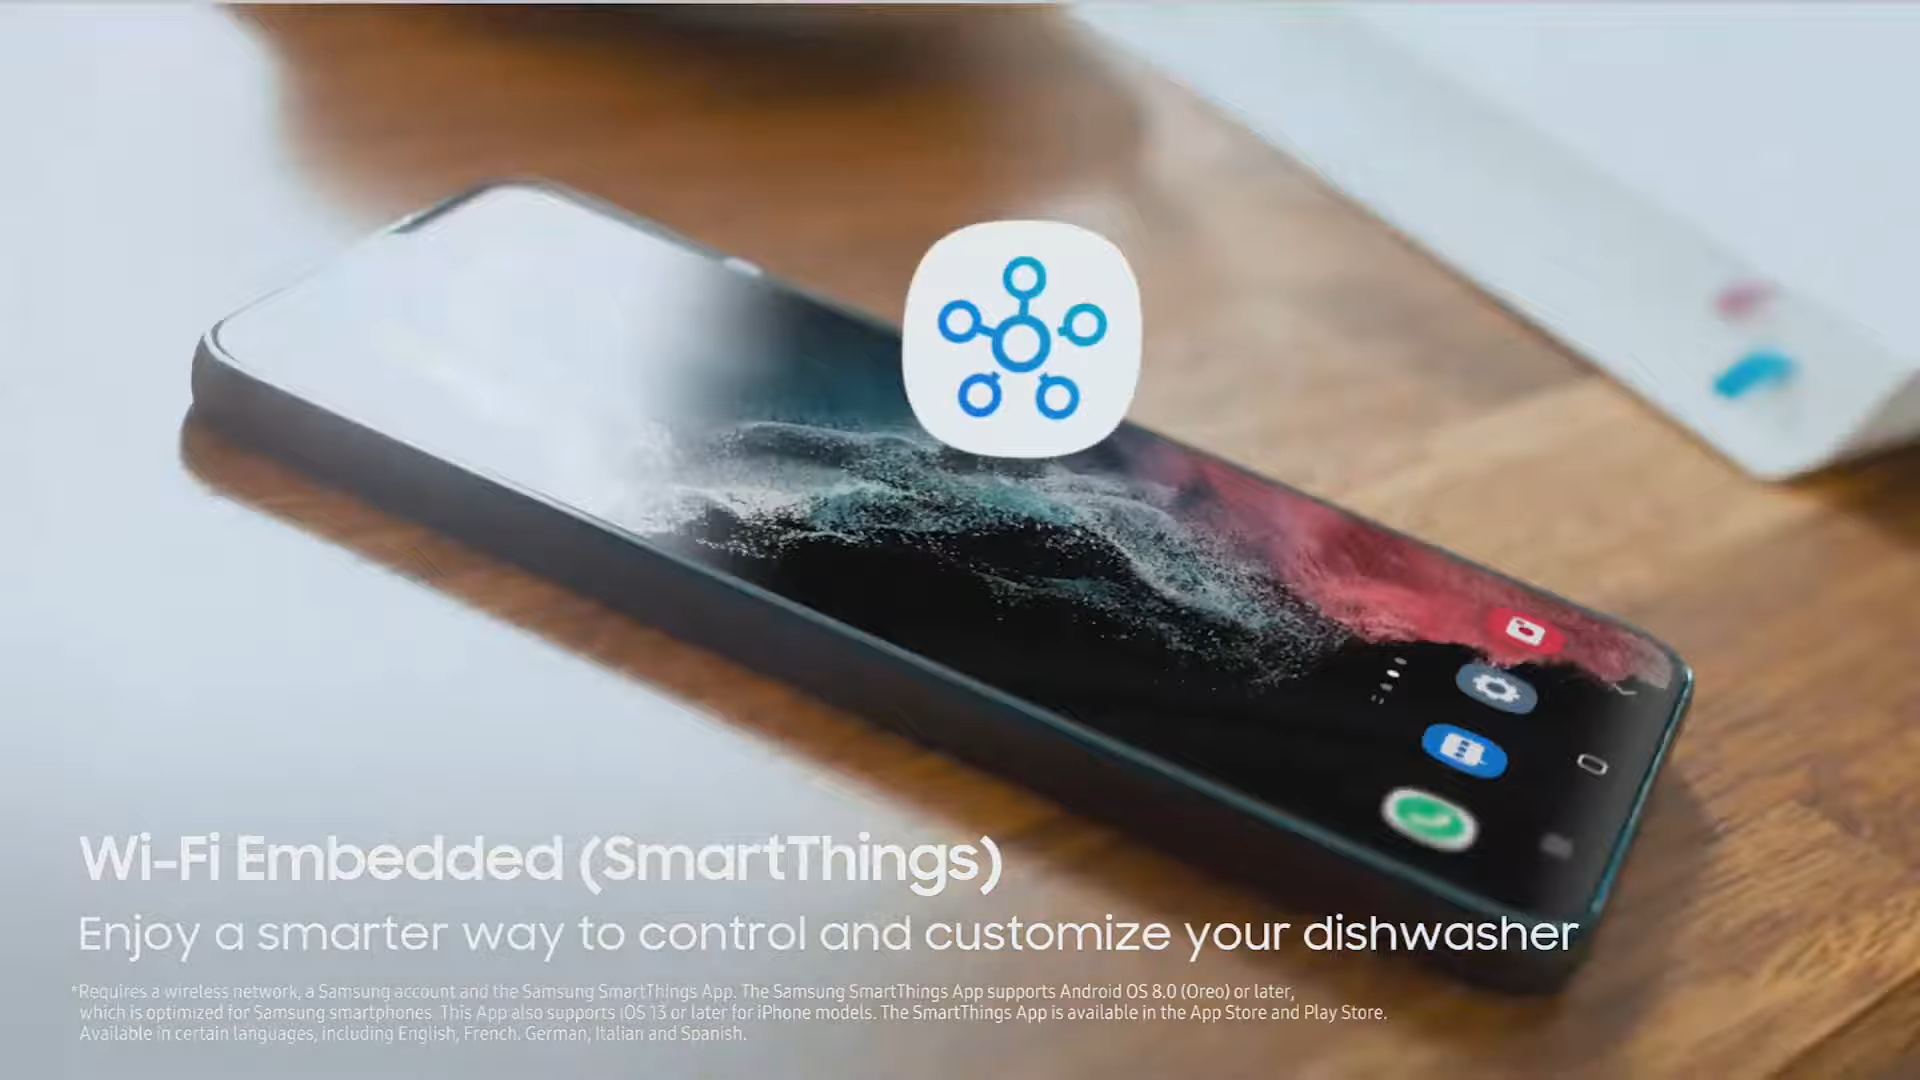 Wi-Fi Embedded (SmartThings)
Enjoy a smarter way to control and customize your dishwasher
*Requires a wireless network, a Samsung account and the Samsung SmartThings App. The Samsung SmartThings App supports Android OS 8.0 (Oreo) or later,
which is optimized for Samsung smartphones. This App also supports iOS 13 or later for iPhone models. The SmartThings App is available in the App Store and Play Store.
Available in certain languages, including English, French. German, Italian and Spanish.